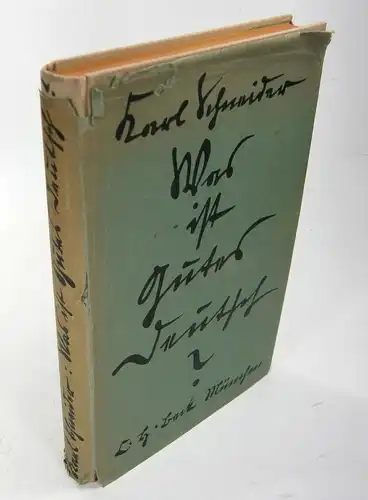 Karl Schneider
Was
ist
Gutes
Deutsch
?
C. H. Beck München
Karl Schneider: Was ist Gutes Deutsch?